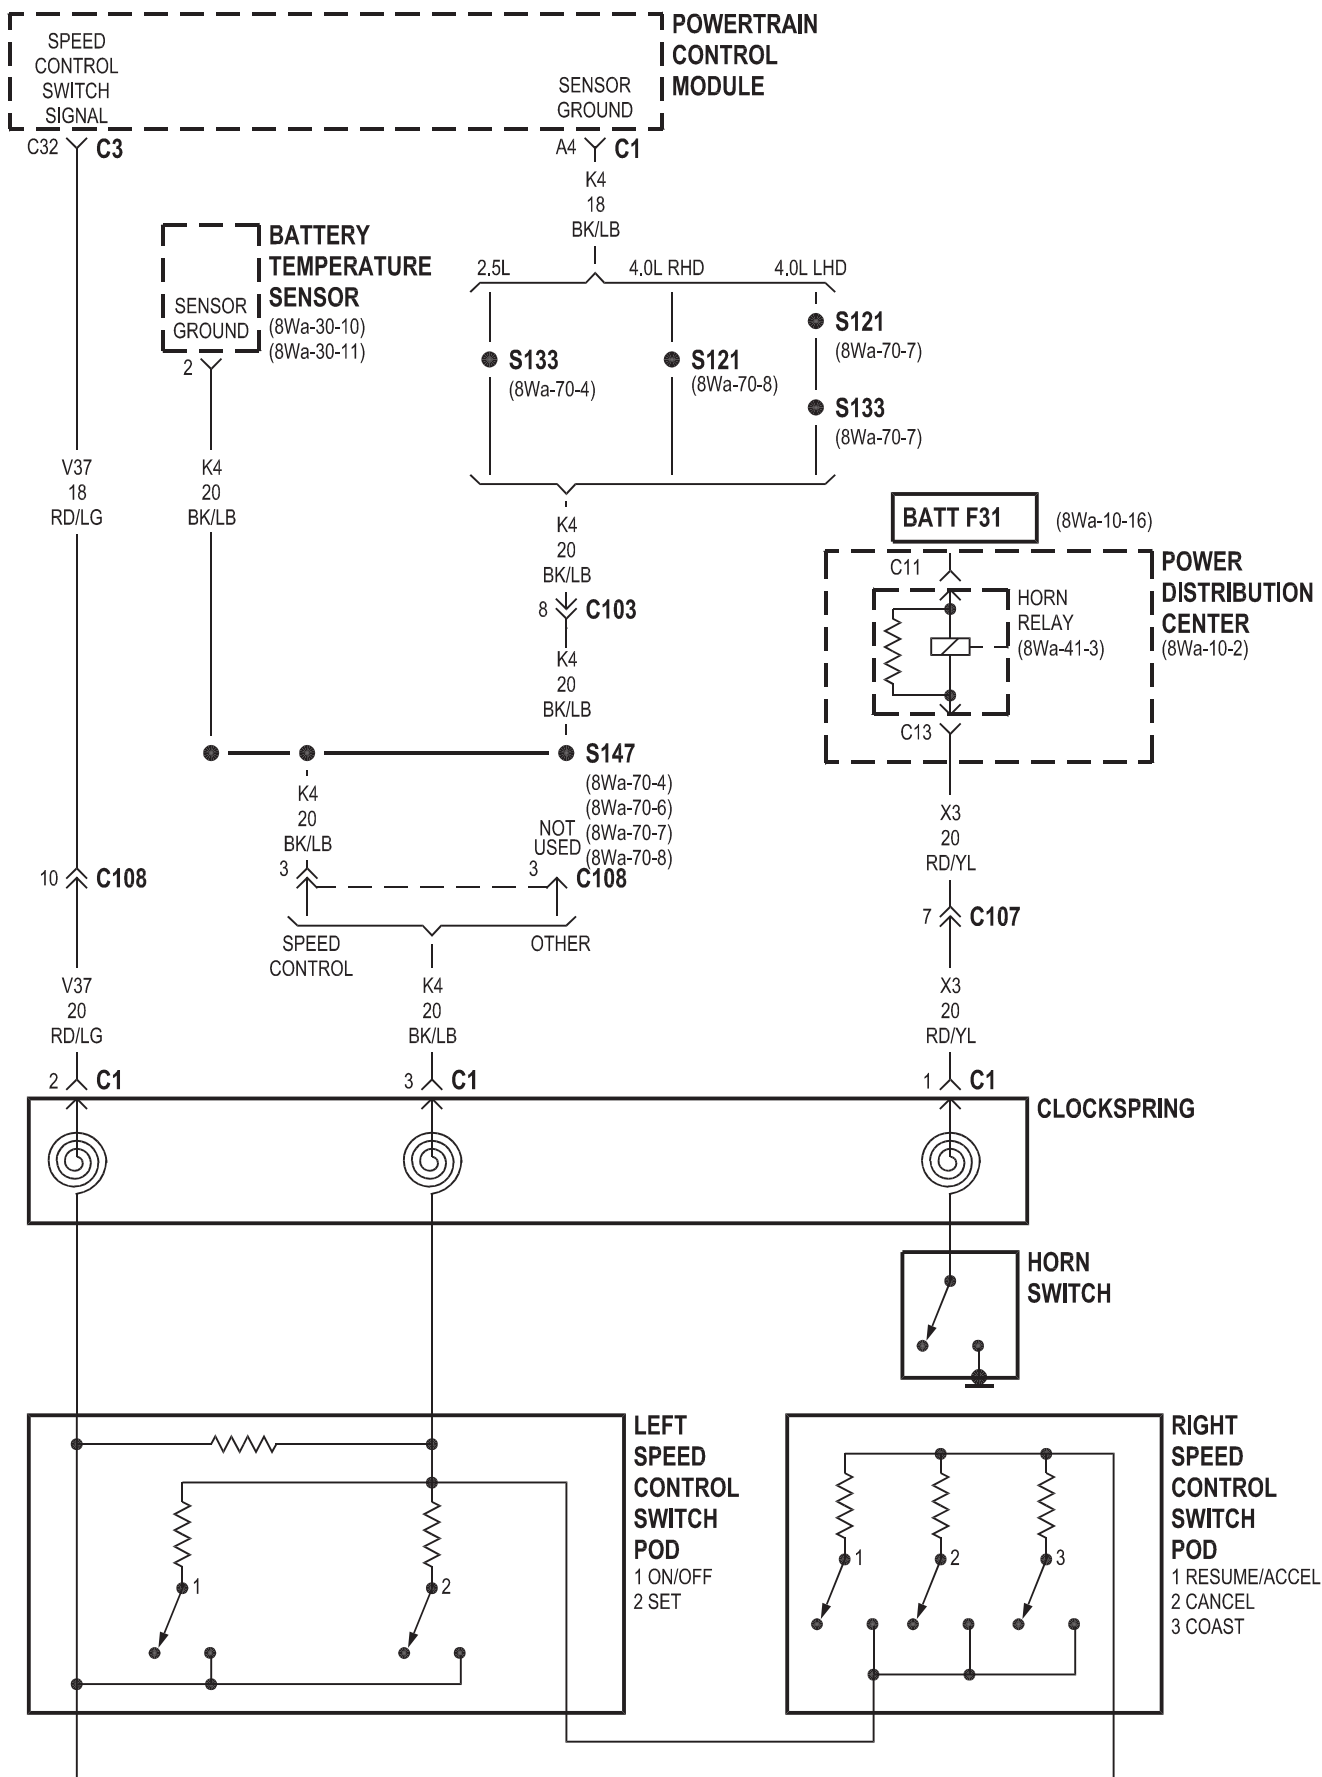 POWERTRAIN
CONTROL
MODULE
SPEED
CONTROL
SWITCH
SIGNAL
SENSOR
GROUND
C32
C3
A4
C1
K4
18
BK/LB
BATTERY
TEMPERATURE
SENSOR
(8Wa-30-10)
(8Wa-30-11)
SENSOR
GROUND
2
2.5L
4.0L RHD
4.0L LHD
S133
(8Wa-70-4)
S121
(8Wa-70-8)
S121
(8Wa-70-7)
S133
(8Wa-70-7)
V37
18
RD/LG
K4
20
BK/LB
K4
20
BK/LB
8
C103
K4
20
BK/LB
BATT F31
(8Wa-10-16)
POWER
DISTRIBUTION
CENTER
(8Wa-10-2)
C11
HORN
RELAY
(8Wa-41-3)
C13
S147
(8Wa-70-4)
(8Wa-70-6)
(8Wa-70-7)
(8Wa-70-8)
K4
20
BK/LB
NOT
USED
10
C108
3
3
C108
SPEED
CONTROL
OTHER
X3
20
RD/YL
7
C107
V37
20
RD/LG
K4
20
BK/LB
X3
20
RD/YL
2
C1
3
C1
1
C1
CLOCKSPRING
HORN
SWITCH
LEFT
SPEED
CONTROL
SWITCH
POD
1 ON/OFF
2 SET
1
2
RIGHT
SPEED
CONTROL
SWITCH
POD
1 RESUME/ACCEL
2 CANCEL
3 COAST
1
2
3